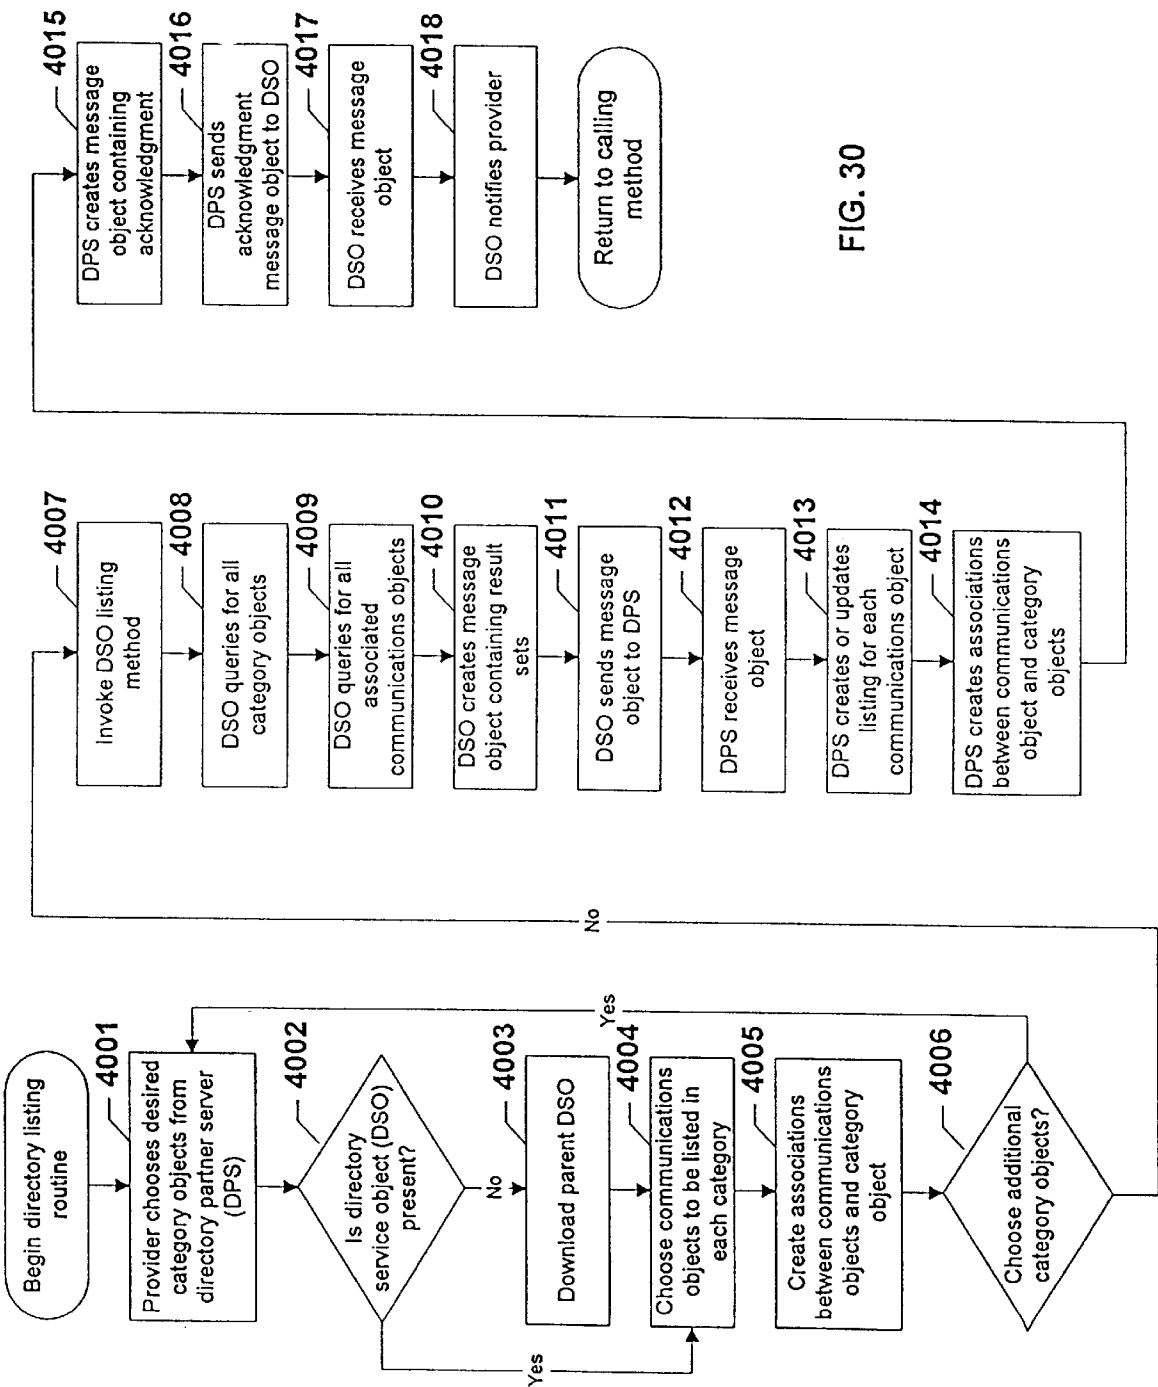 Begin directory listing
routine
4001
Provider chooses desired
category objects from
directory partner server
(DPS)
4002
Is directory
service object (DSO)
present?
No
Yes
4003
Download parent DSO
4004
Choose communications
objects to be listed in
each category
4005
Create associations
between communications
objects and category
object
4006
Choose additional
category objects?
Yes
No
4007
Invoke DSO listing
method
4008
DSO queries for all
category objects
4009
DSO queries for all
associated
communications objects
4010
DSO creates message
object containing result
sets
4011
DSO sends message
object to DPS
4012
DPS receives message
object
4013
DPS creates or updates
listing for each
communications object
4014
DPS creates associations
between communications
object and category
objects
4015
DPS creates message
object containing
acknowledgment
4016
DPS sends
acknowledgment
message object to DSO
4017
DSO receives message
object
4018
DSO notifies provider
Return to calling
method
FIG. 30